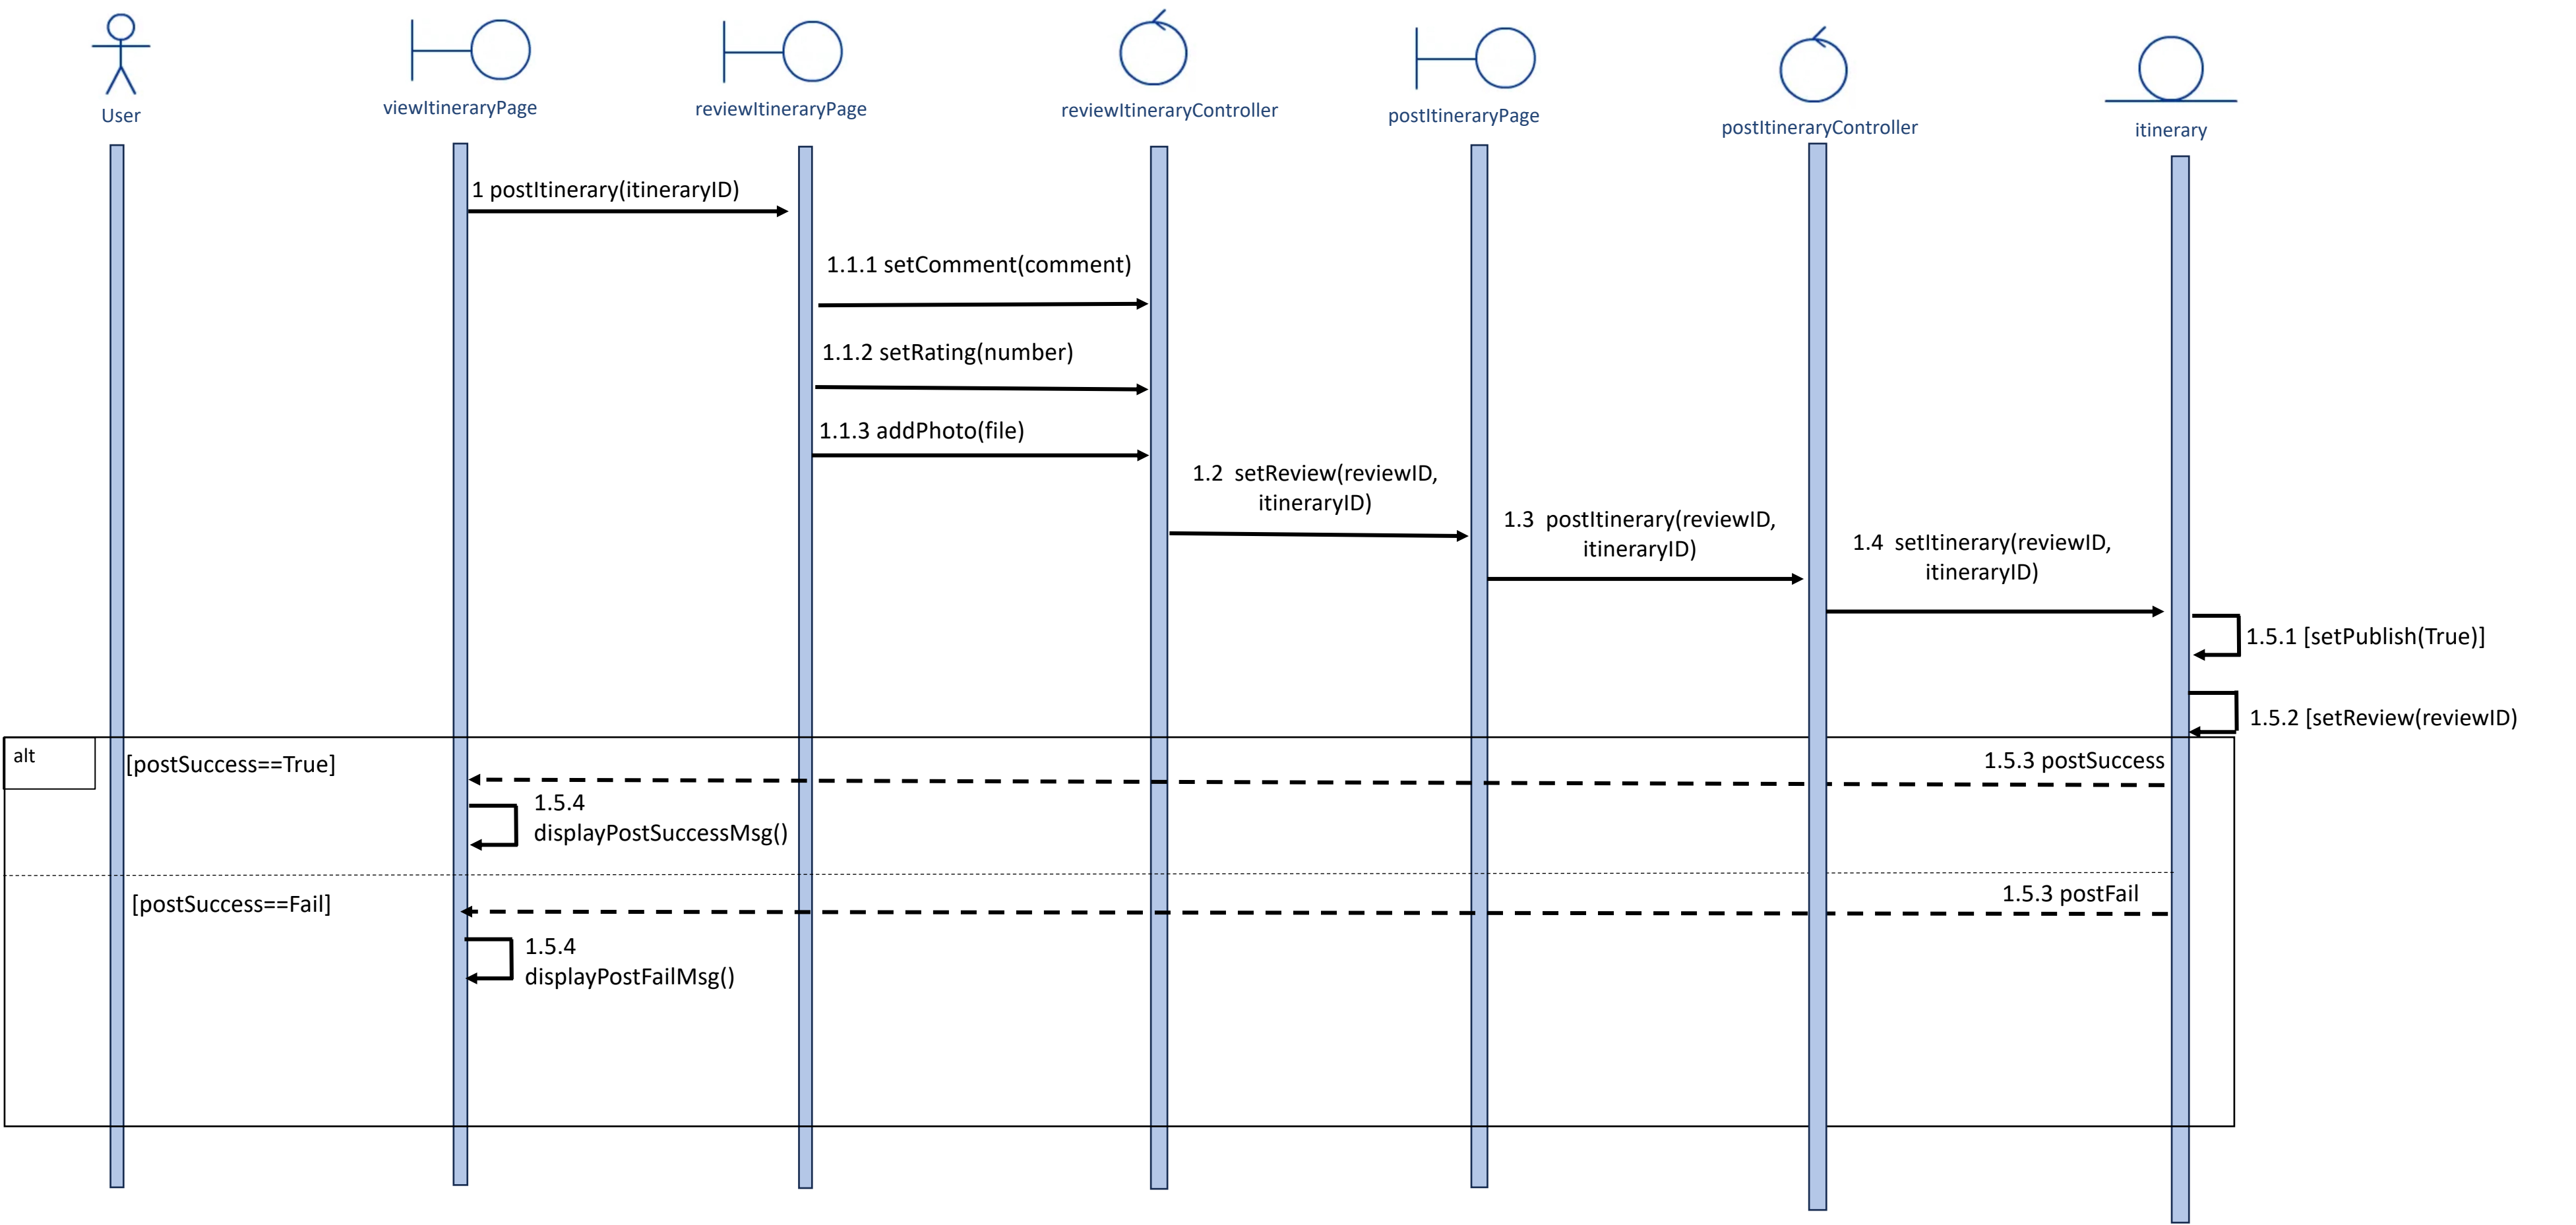 User
viewItineraryPage
reviewItineraryPage
reviewItineraryController
postItineraryPage
postItineraryController
itinerary
1 postItinerary(itineraryID)
1.1.1 setComment(comment)
1.1.2 setRating(number)
1.1.3 addPhoto(file)
1.2 setReview(reviewID,
itineraryID)
1.3 postItinerary(reviewID,
itineraryID)
1.4 setItinerary(reviewID,
itineraryID)
1.5.1 [setPublish(True)]
1.5.2 [setReview(reviewID)
alt
[postSuccess==True]
1.5.3 postSuccess
1.5.4
displayPostSuccessMsg()
[postSuccess==Fail]
1.5.3 postFail
1.5.4
displayPostFailMsg()